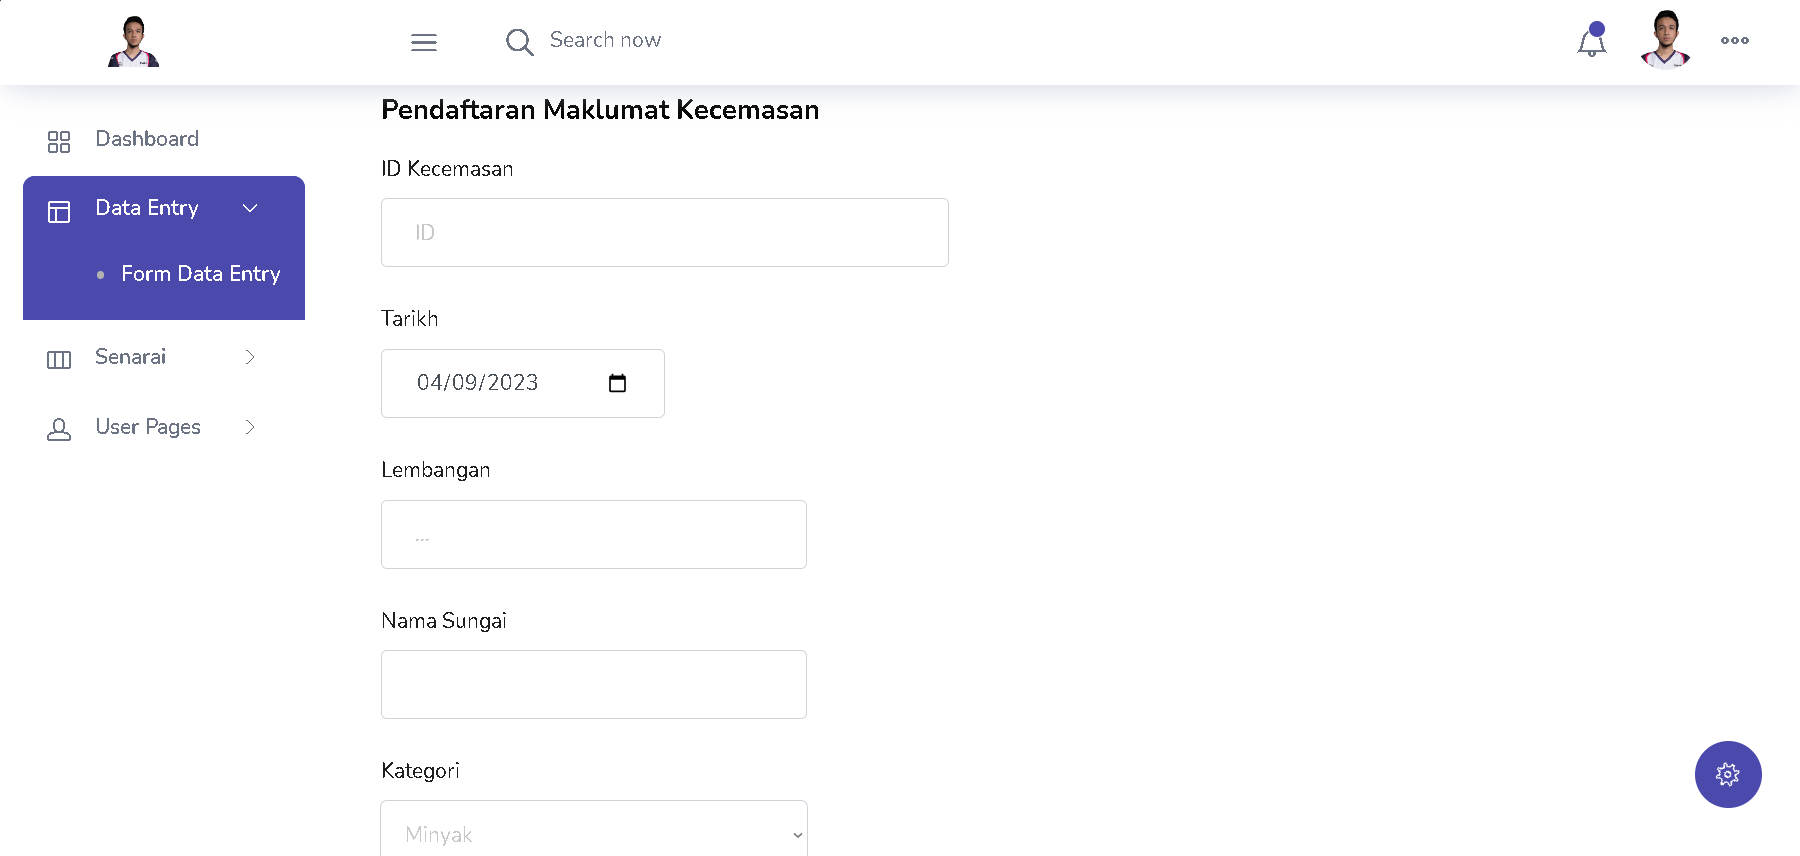 Search now
Dashboard
Data Entry
Form Data Entry
Senarai
User Pages
Pendaftaran Maklumat Kecemasan
ID Kecemasan
ID
Tarikh
04/09/2023
Lembangan
...
Nama Sungai
Kategori
Minyak